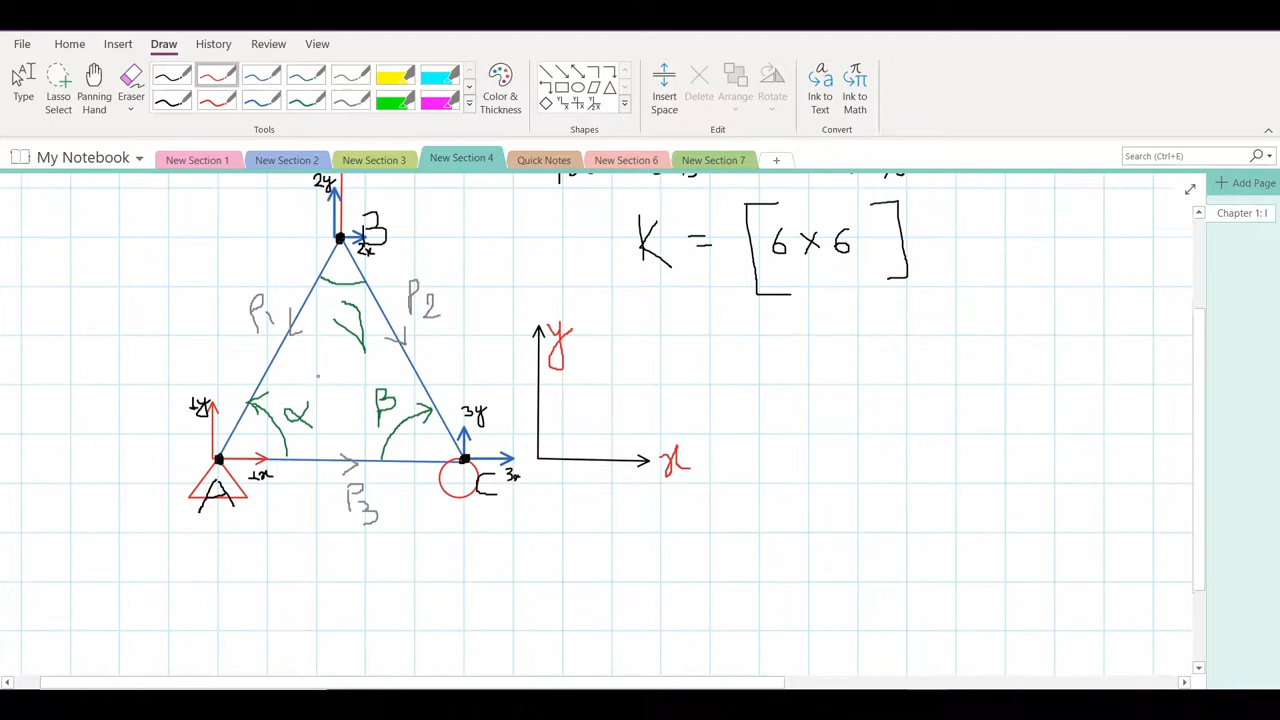 File Home Insert Draw History Review View
Type
Lasso Select
Panning Hand
Eraser
Color & Thickness
Insert Space
Delete
Arrange
Rotate
Ink to Text
Ink to Math
Tools
Shapes
Edit
Convert
My Notebook
New Section 1
New Section 2
New Section 3
New Section 4
Quick Notes
New Section 6
New Section 7
+
Search (Ctrl+E)
Add Page
Chapter 1: I
2y
B
2x
K = [6 × 6]
P1
P2
y
1y
α
β
3y
1x
A
P3
C
3x
x
γ